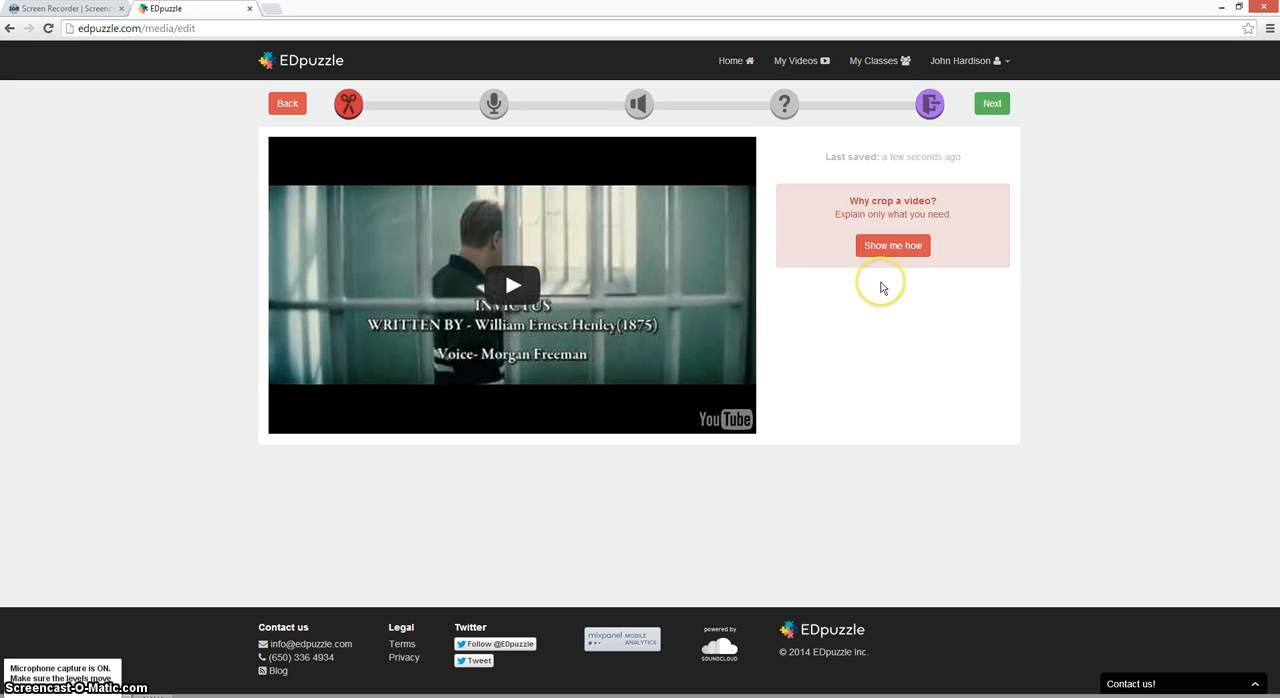 Screen Recorder | Screenc
EDpuzzle
edpuzzle.com/media/edit
EDpuzzle
Home
My Videos
My Classes
John Hardison
Back
?
Next
Last saved: a few seconds ago
Why crop a video?
Explain only what you need.
Show me how
INVICTUS
WRITTEN BY - William Ernest Henley(1875)
Voice- Morgan Freeman
YouTube
Contact us
info@edpuzzle.com
(650) 336 4934
Blog
Legal
Terms
Privacy
Twitter
Follow @EDpuzzle
Tweet
mixpanel MOBILE
ANALYTICS
powered by
SOUNDCLOUD
EDpuzzle
© 2014 EDpuzzle Inc.
Microphone capture is ON.
Make sure the levels move
Screencast-O-Matic.com
Contact us!